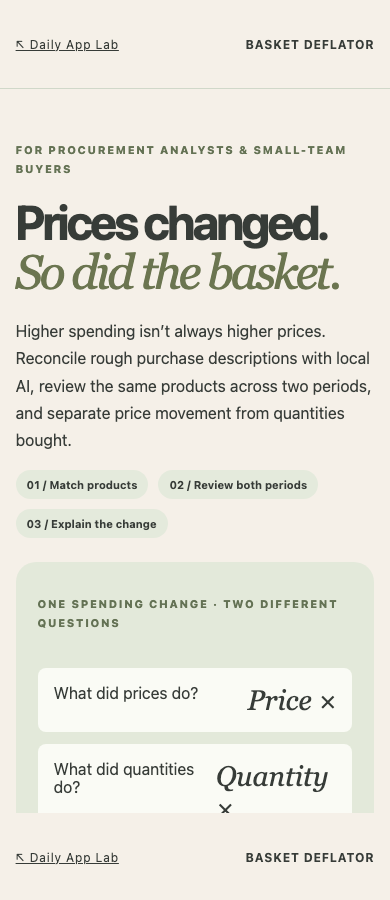 ↖ Daily App Lab
BASKET DEFLATOR
FOR PROCUREMENT ANALYSTS & SMALL-TEAM
BUYERS
Prices changed.
So did the basket.
Higher spending isn’t always higher prices.
Reconcile rough purchase descriptions with local
AI, review the same products across two periods,
and separate price movement from quantities
bought.
01 / Match products
02 / Review both periods
03 / Explain the change
ONE SPENDING CHANGE · TWO DIFFERENT
QUESTIONS
What did prices do?
Price ×
What did quantities
do?
Quantity
×
↖ Daily App Lab
BASKET DEFLATOR